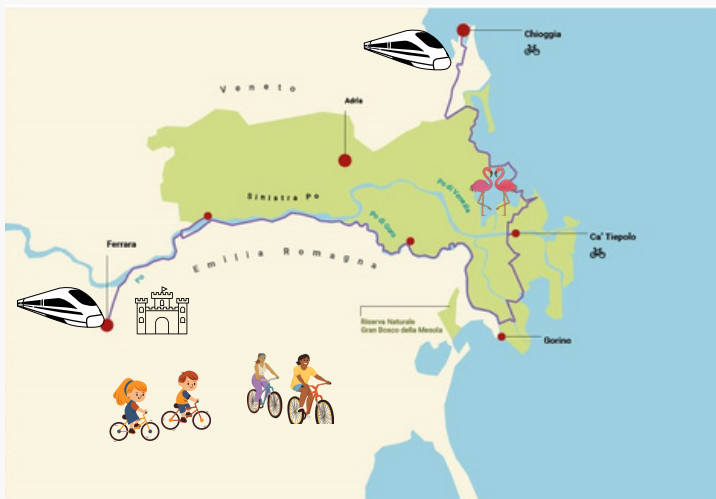 Chioggia
Veneto
Adria
Po di Venezia
Sinistra Po
Po di Goro
Ca' Tiepolo
Ferrara
Emilia Romagna
Po
Riserva Naturale
Gran Bosco della Mesola
Gorino